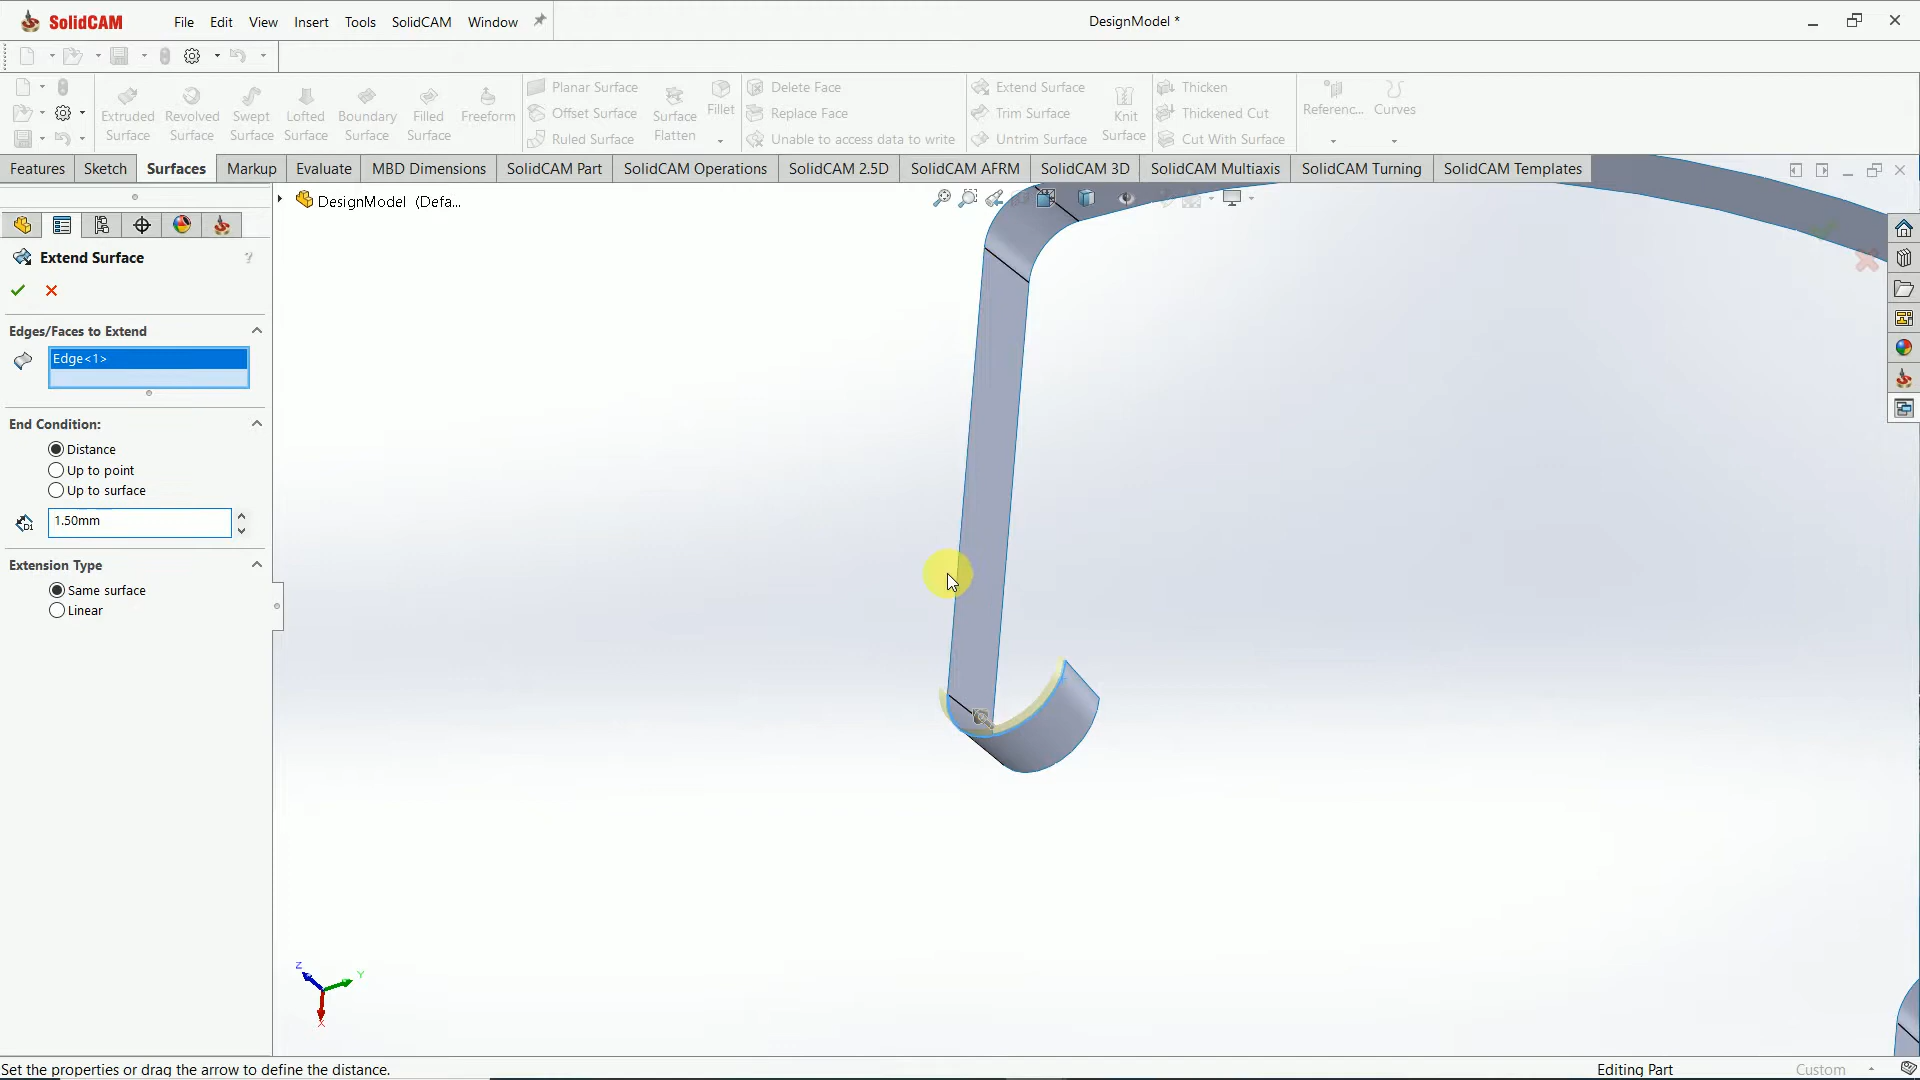 SolidCAM File Edit View Insert Tools SolidCAM Window DesignModel *
Extruded Surface
Revolved Surface
Swept Surface
Lofted Surface
Boundary Surface
Filled Surface
Freeform
Planar Surface
Offset Surface
Ruled Surface
Surface Flatten
Fillet
Delete Face
Replace Face
Unable to access data to write
Extend Surface
Trim Surface
Untrim Surface
Knit Surface
Thicken
Thickened Cut
Cut With Surface
Referenc...
Curves
Features Sketch Surfaces Markup Evaluate MBD Dimensions SolidCAM Part SolidCAM Operations SolidCAM 2.5D SolidCAM AFRM SolidCAM 3D SolidCAM Multiaxis SolidCAM Turning SolidCAM Templates
DesignModel (Defa...
Extend Surface ?
Edges/Faces to Extend
Edge<1>
End Condition:
Distance
Up to point
Up to surface
D1
1.50mm
Extension Type
Same surface
Linear
Z
Y
X
Set the properties or drag the arrow to define the distance. Editing Part Custom